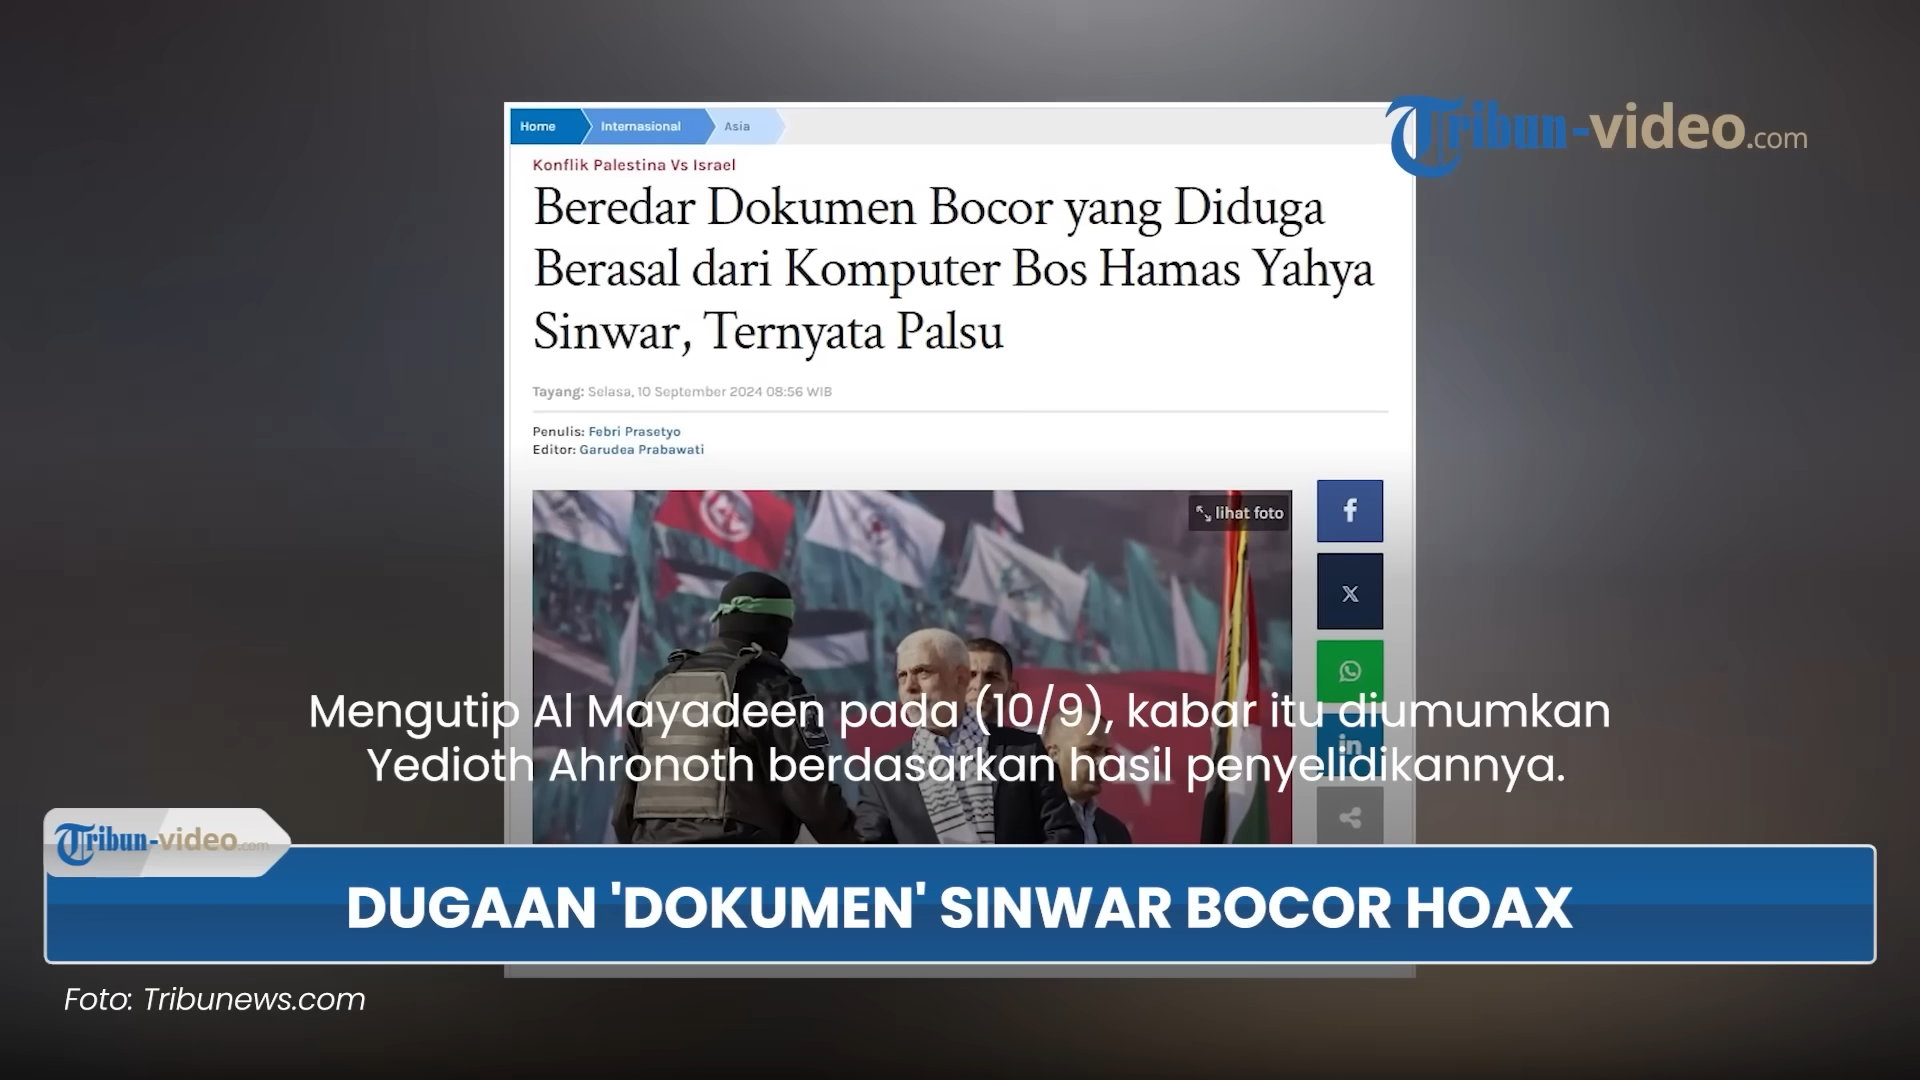 Tribun-video.com
Home
Internasional
Asia
Konflik Palestina Vs Israel
Beredar Dokumen Bocor yang Diduga
Berasal dari Komputer Bos Hamas Yahya
Sinwar, Ternyata Palsu
Tayang: Selasa, 10 September 2024 08:56 WIB
Penulis: Febri Prasetyo
Editor: Garudea Prabawati
lihat foto
f
X
in
Mengutip Al Mayadeen pada (10/9), kabar itu diumumkan
Yedioth Ahronoth berdasarkan hasil penyelidikannya.
Tribun-video.com
DUGAAN 'DOKUMEN' SINWAR BOCOR HOAX
Foto: Tribunews.com